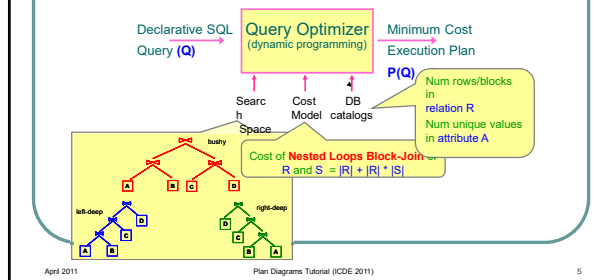 Declarative SQL
Query (Q)
Query Optimizer
(dynamic programming)
Minimum Cost
Execution Plan
P(Q)
Searc
h
Space
Cost
Model
DB
catalogs
Num rows/blocks
in
relation R
Num unique values
in attribute A
Cost of Nested Loops Block-Join
R and S = |R| + |R| * |S|
bushy
A B C D
left-deep
D
C
A B
right-deep
D
C
B A
April 2011
Plan Diagrams Tutorial (ICDE 2011)
5